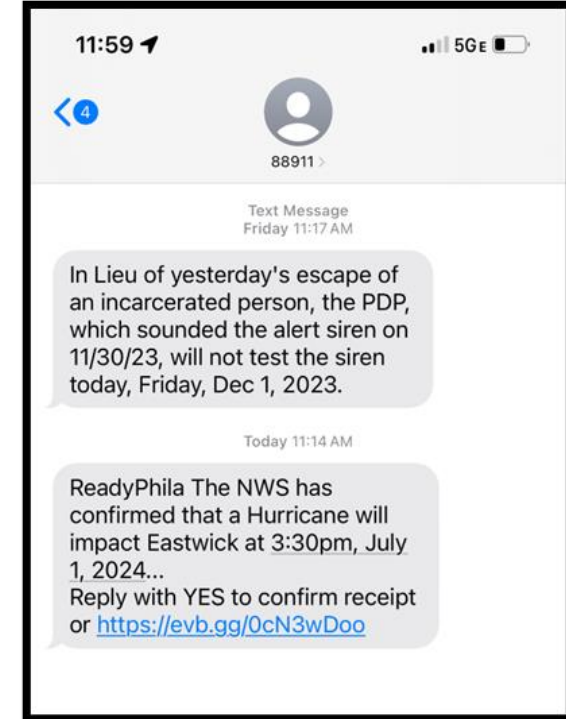 11:59
5GE
4
88911 >
Text Message
Friday 11:17 AM
In Lieu of yesterday's escape of
an incarcerated person, the PDP,
which sounded the alert siren on
11/30/23, will not test the siren
today, Friday, Dec 1, 2023.
Today 11:14 AM
ReadyPhila The NWS has
confirmed that a Hurricane will
impact Eastwick at 3:30pm, July
1, 2024...
Reply with YES to confirm receipt
or https://evb.gg/0cN3wDoo